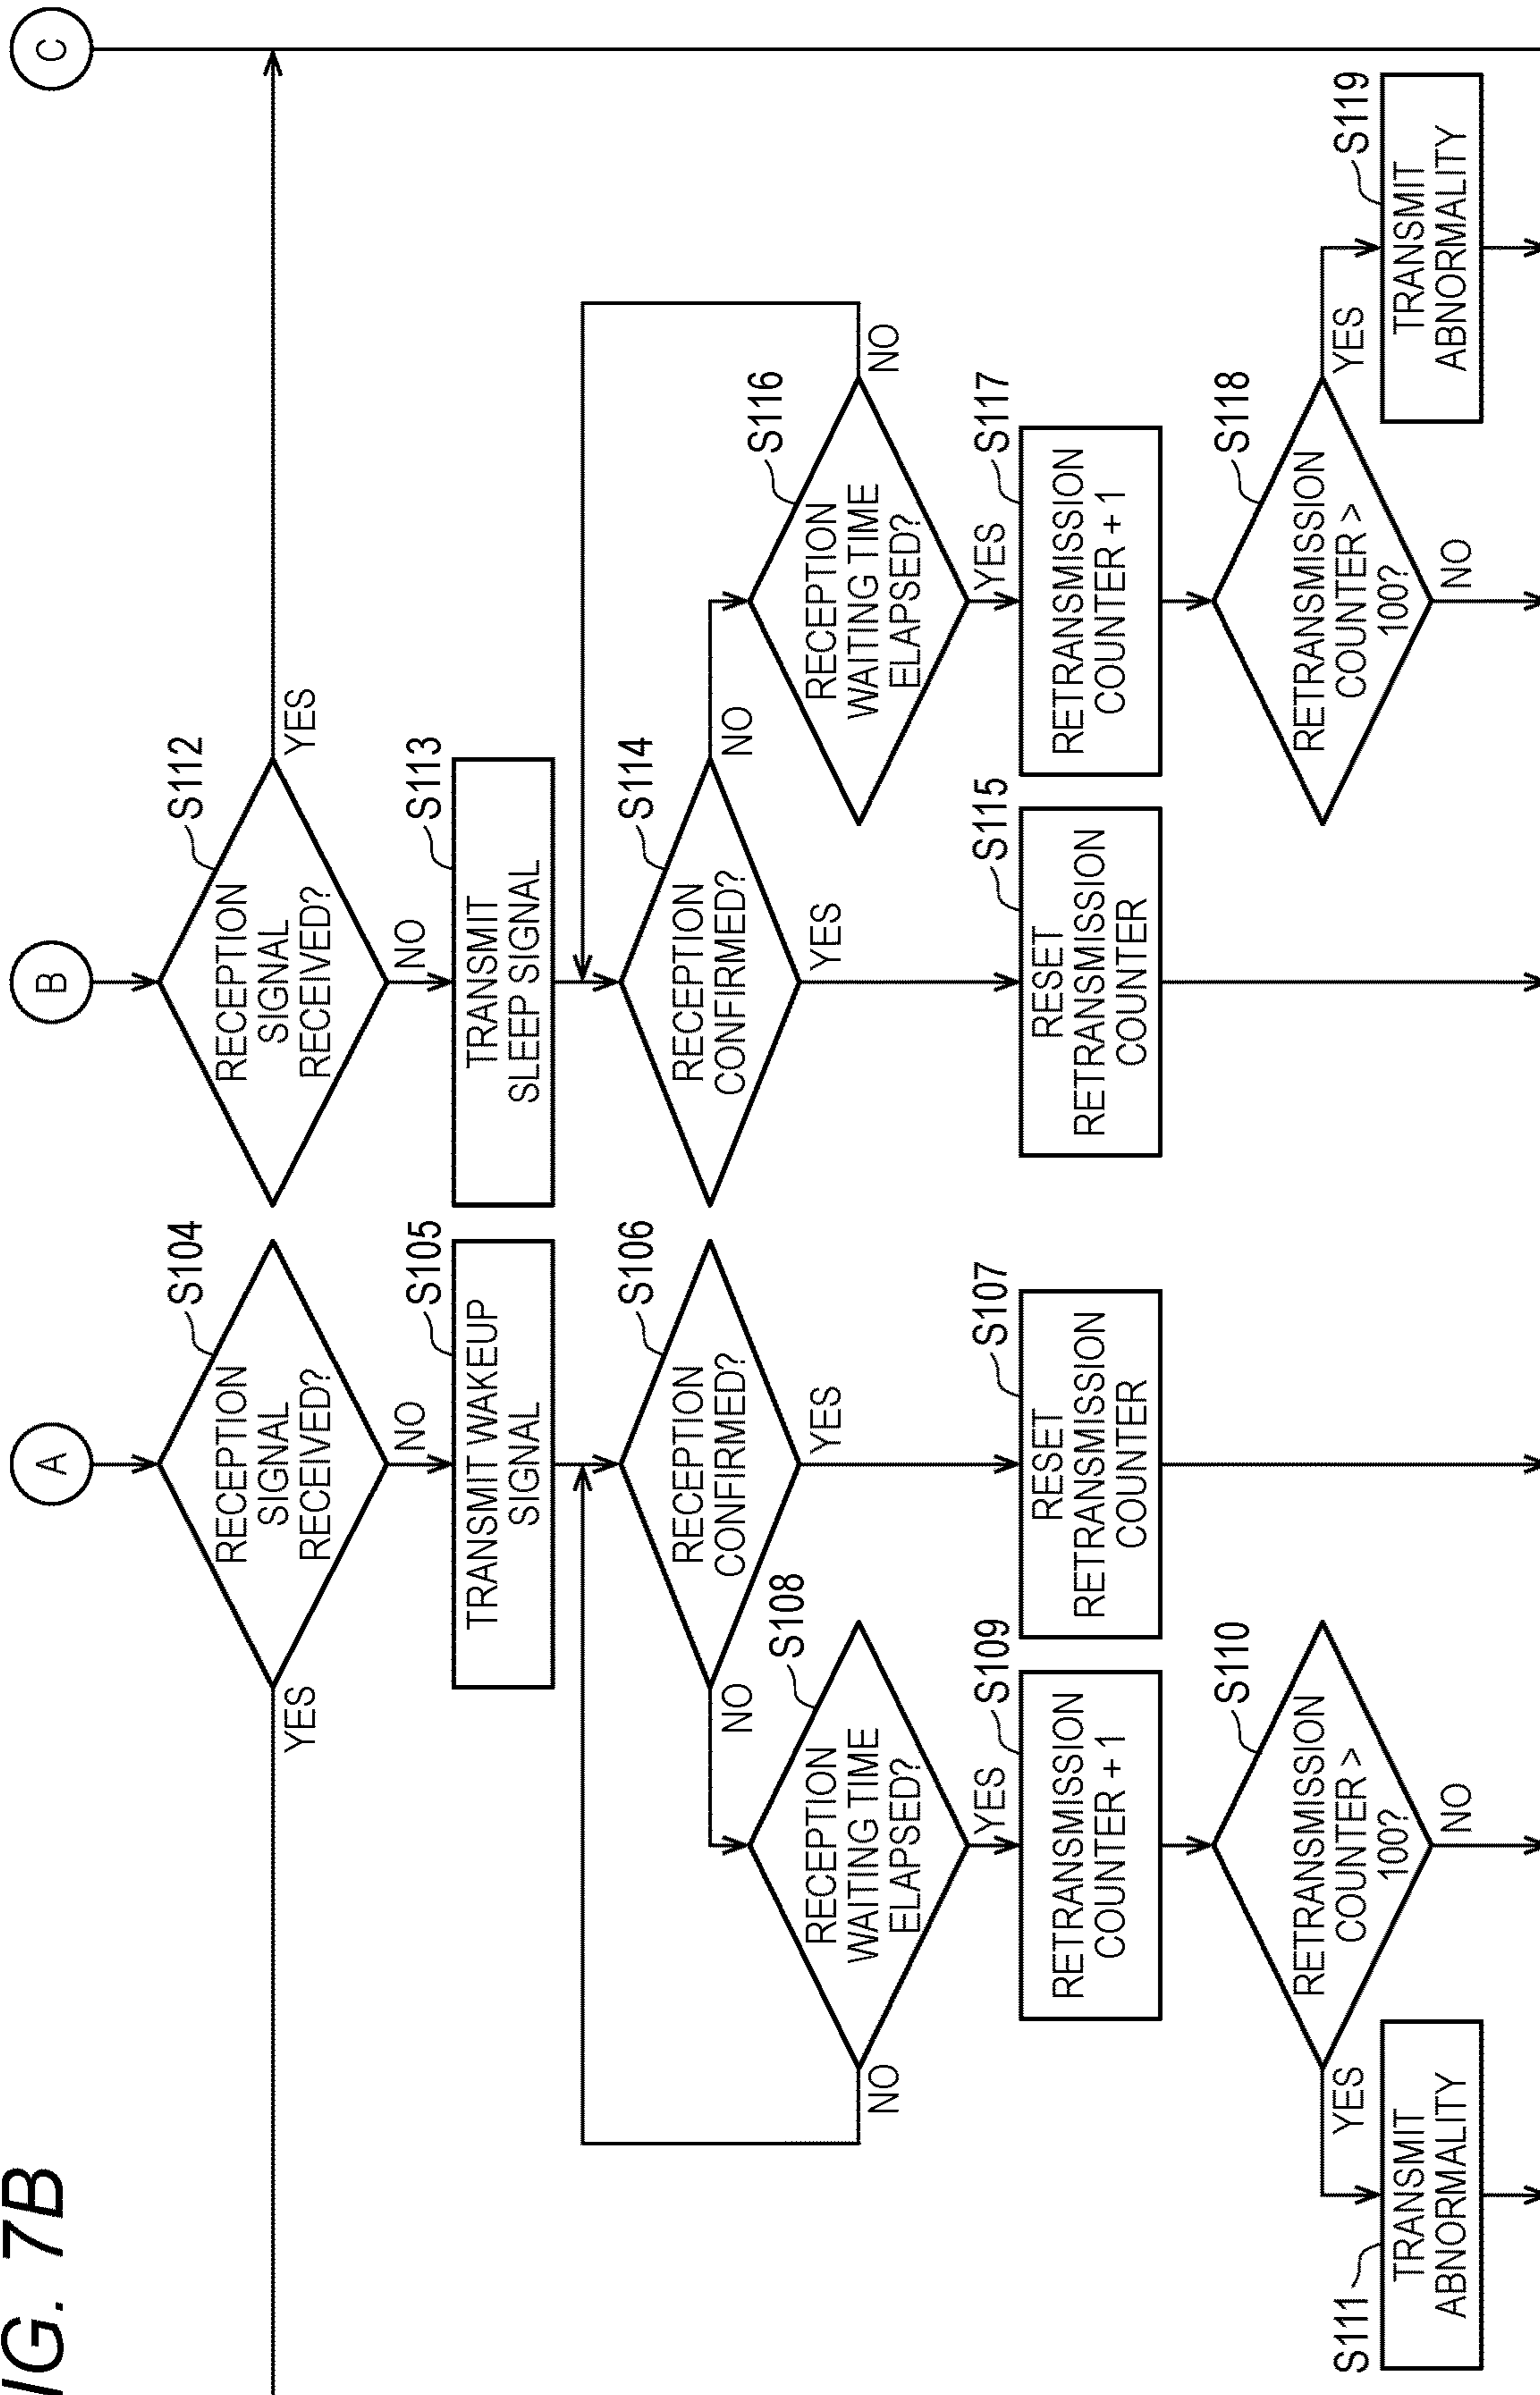 IG. 7B
A
B
C
S104
RECEPTION
SIGNAL
RECEIVED?
YES
NO
S105
TRANSMIT WAKEUP
SIGNAL
S106
RECEPTION
CONFIRMED?
NO
YES
S107
RESET
RETRANSMISSION
COUNTER
S108
RECEPTION
WAITING TIME
ELAPSED?
NO
YES
S109
RETRANSMISSION
COUNTER + 1
S110
RETRANSMISSION
COUNTER >
100?
YES
NO
S111
TRANSMIT
ABNORMALITY
S112
RECEPTION
SIGNAL
RECEIVED?
YES
NO
S113
TRANSMIT
SLEEP SIGNAL
S114
RECEPTION
CONFIRMED?
NO
YES
S115
RESET
RETRANSMISSION
COUNTER
S116
RECEPTION
WAITING TIME
ELAPSED?
NO
YES
S117
RETRANSMISSION
COUNTER + 1
S118
RETRANSMISSION
COUNTER >
100?
YES
NO
S119
TRANSMIT
ABNORMALITY